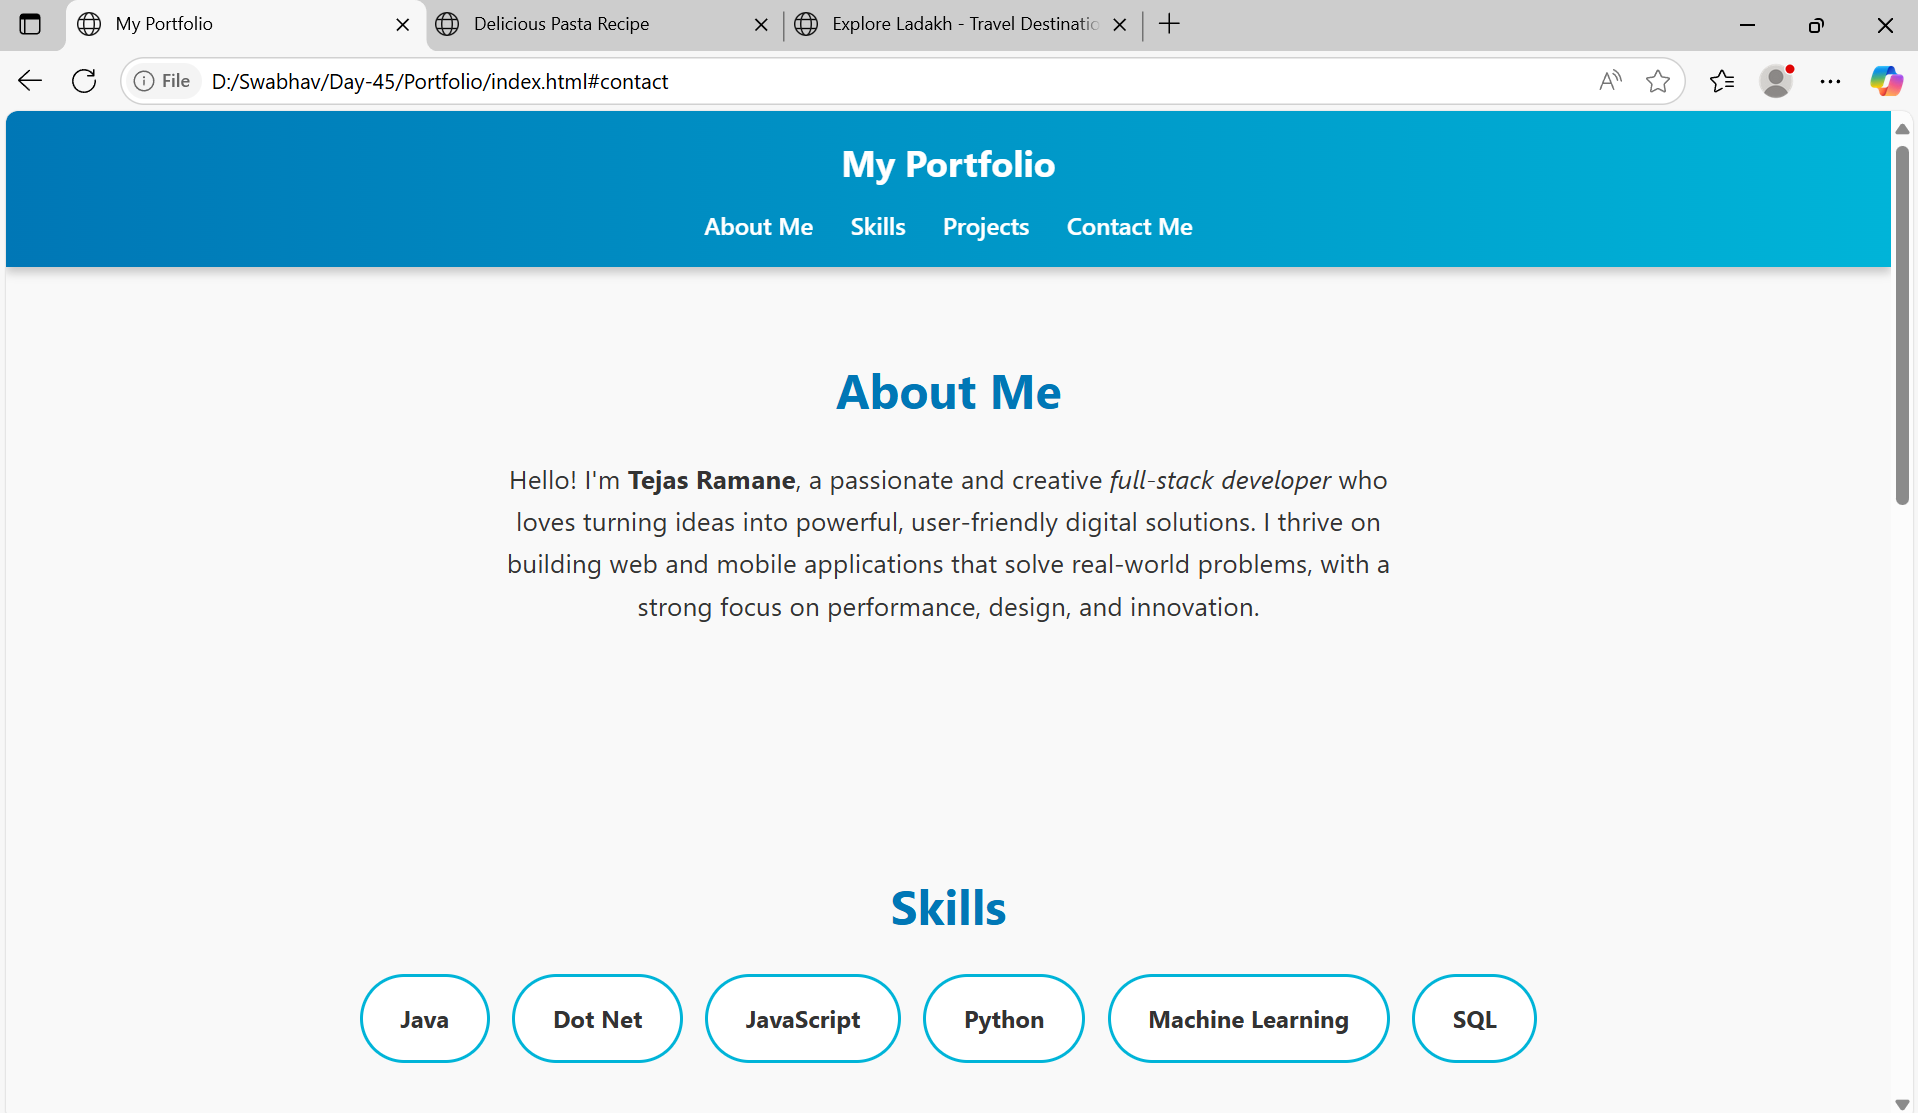 My Portfolio
Delicious Pasta Recipe
Explore Ladakh - Travel Destinatio
File
D:/Swabhav/Day-45/Portfolio/index.html#contact
My Portfolio
About Me
Skills
Projects
Contact Me
About Me
Hello! I'm Tejas Ramane, a passionate and creative full-stack developer who
loves turning ideas into powerful, user-friendly digital solutions. I thrive on
building web and mobile applications that solve real-world problems, with a
strong focus on performance, design, and innovation.
Skills
Java
Dot Net
JavaScript
Python
Machine Learning
SQL